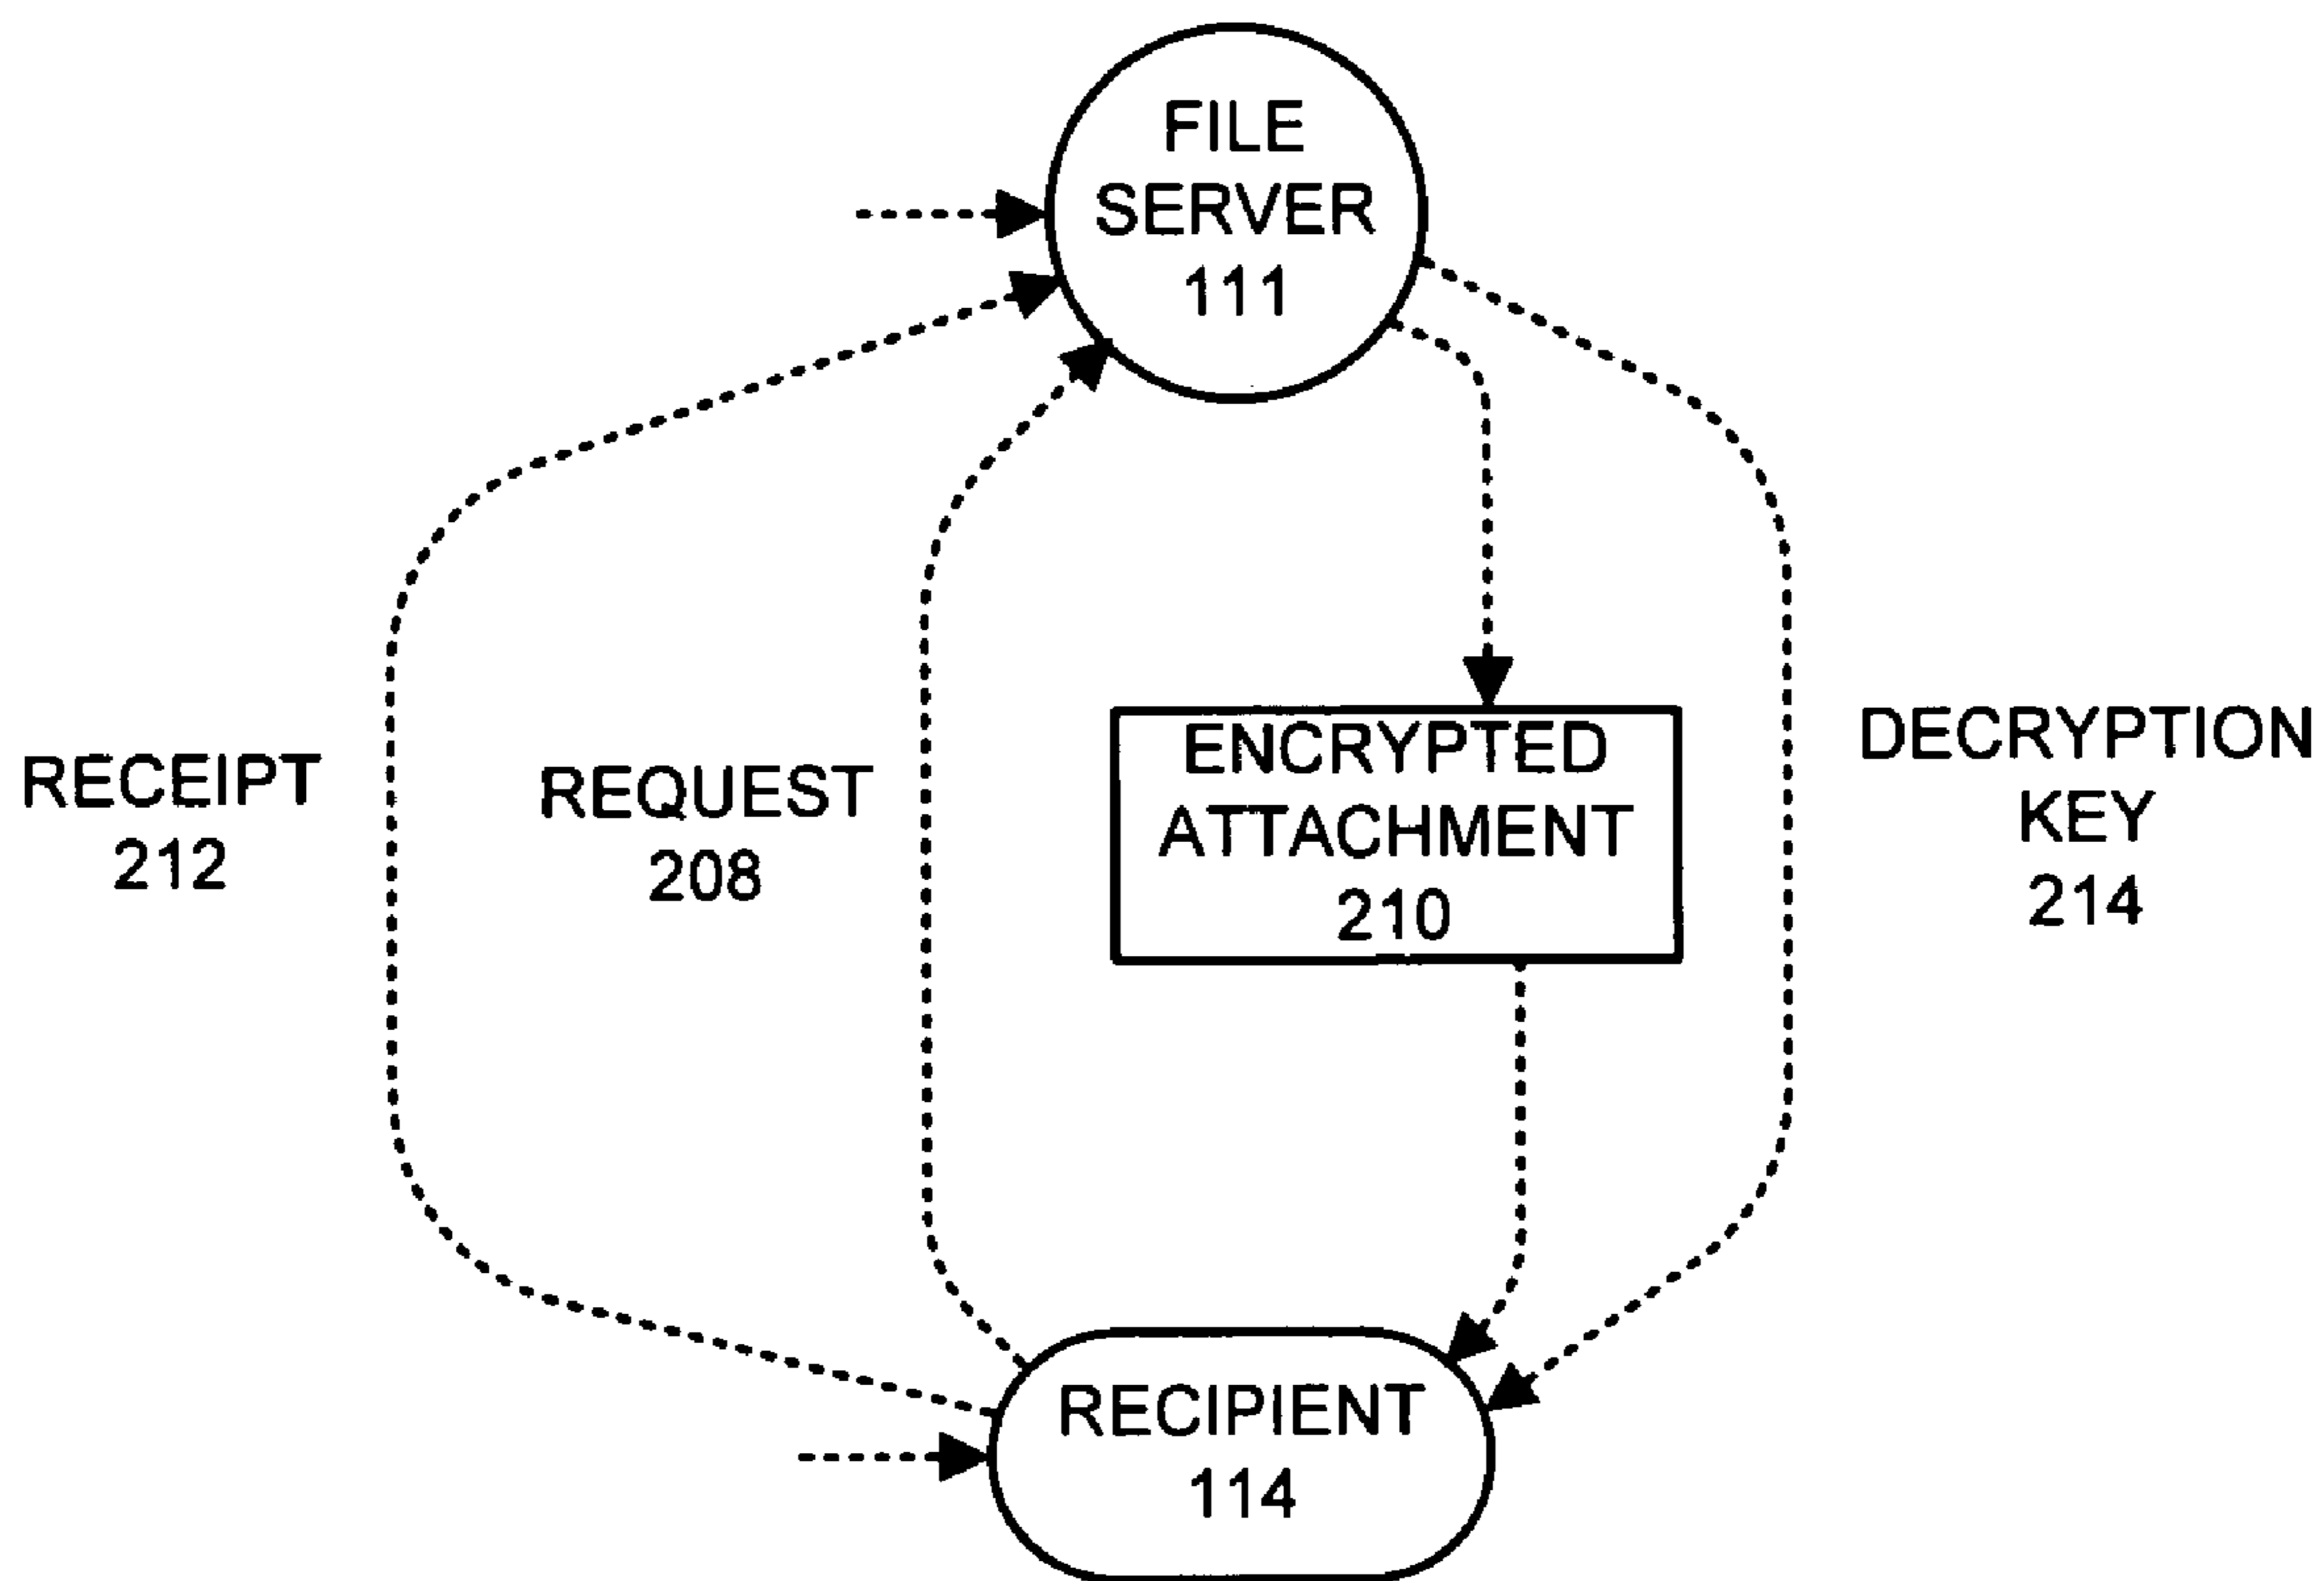 FILE
SERVER
111
RECEIPT
212
REQUEST
208
ENCRYPTED
ATTACHMENT
210
DECRYPTION
KEY
214
RECIPIENT
114